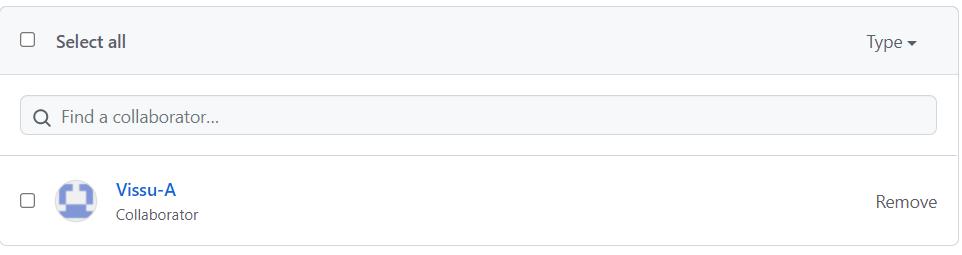 Select all
Type
Find a collaborator...
Vissu-A
Collaborator
Remove